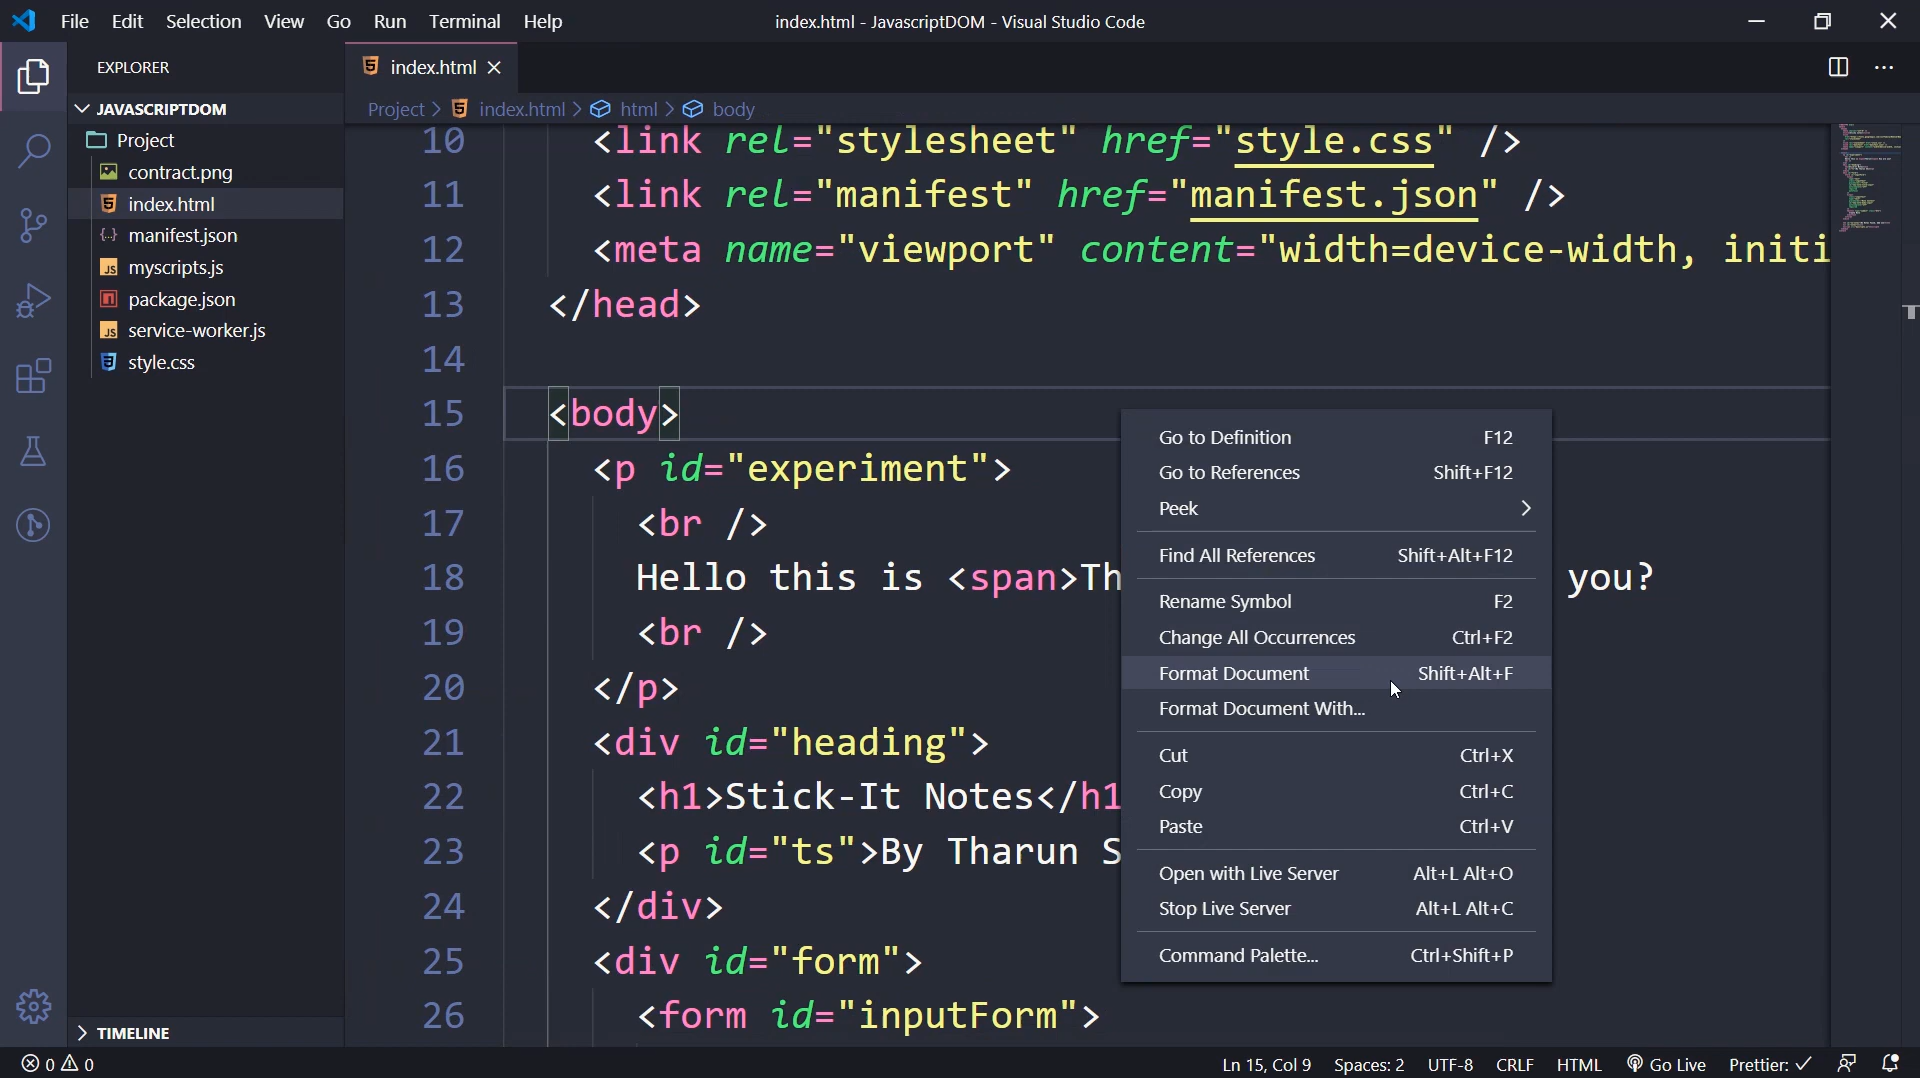 File Edit Selection View Go Run Terminal Help
index.html - JavascriptDOM - Visual Studio Code
EXPLORER
JAVASCRIPTDOM
Project
contract.png
index.html
manifest.json
myscripts.js
package.json
service-worker.js
style.css
TIMELINE
index.html
Project > index.html > html > body
10 <link rel="stylesheet" href="style.css" />
11 <link rel="manifest" href="manifest.json" />
12 <meta name="viewport" content="width=device-width, initi
13 </head>
14
15 <body>
16 <p id="experiment">
17 <br />
18 Hello this is <span>Th you?
19 <br />
20 </p>
21 <div id="heading">
22 <h1>Stick-It Notes</h1
23 <p id="ts">By Tharun S
24 </div>
25 <div id="form">
26 <form id="inputForm">
Go to Definition F12
Go to References Shift+F12
Peek >
Find All References Shift+Alt+F12
Rename Symbol F2
Change All Occurrences Ctrl+F2
Format Document Shift+Alt+F
Format Document With...
Cut Ctrl+X
Copy Ctrl+C
Paste Ctrl+V
Open with Live Server Alt+L Alt+O
Stop Live Server Alt+L Alt+C
Command Palette... Ctrl+Shift+P
0 0
Ln 15, Col 9 Spaces: 2 UTF-8 CRLF HTML Go Live Prettier: ✓